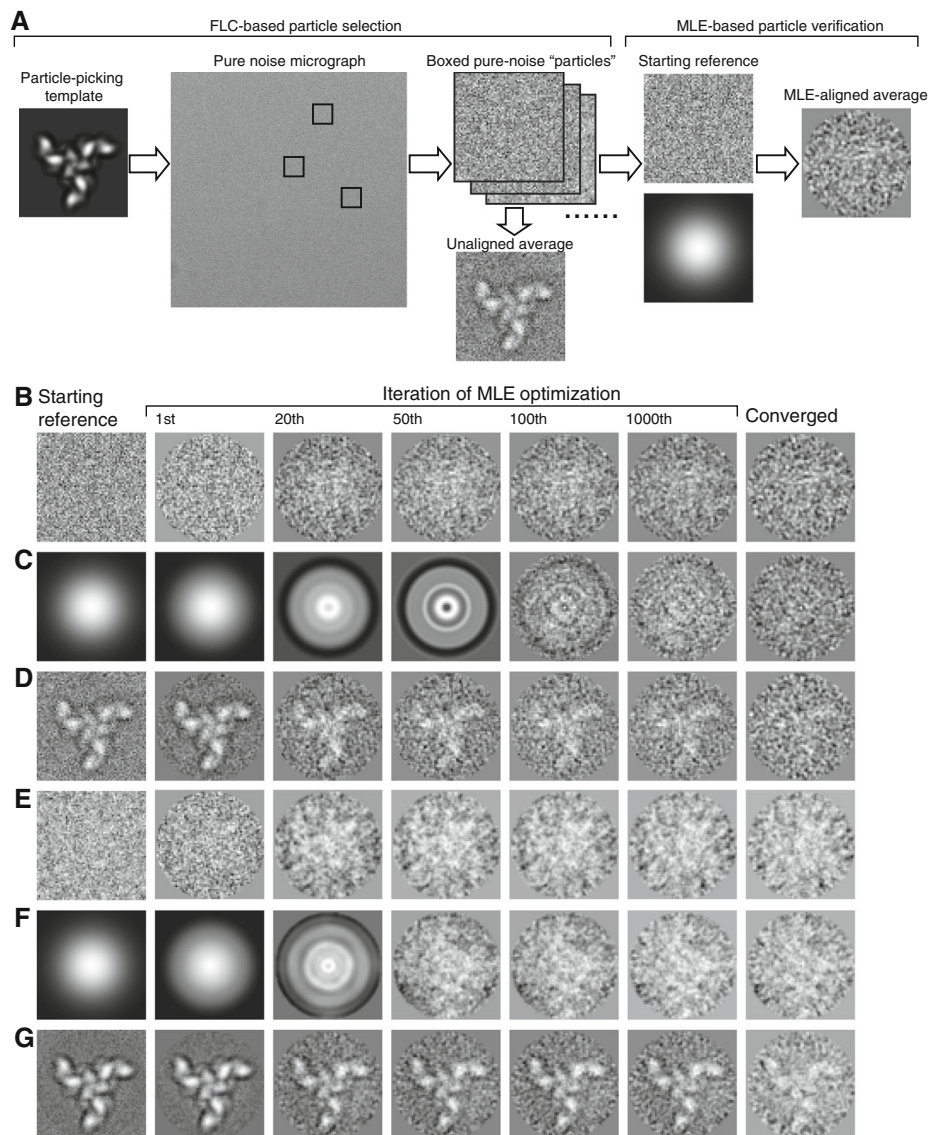 A
FLC-based particle selection
MLE-based particle verification
Particle-picking
template
Pure noise micrograph
Boxed pure-noise “particles”
Starting reference
MLE-aligned average
......
Unaligned average
B Starting
reference
Iteration of MLE optimization
1st
20th
50th
100th
1000th
Converged
C
D
E
F
G